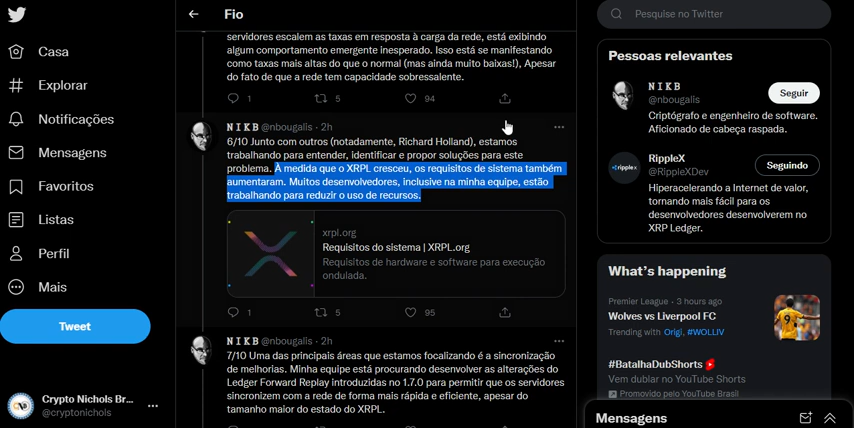 Fio
Pesquise no Twitter
Casa
Explorar
Notificações
Mensagens
Favoritos
Listas
Perfil
Mais
Tweet
Crypto Nichols Br...
@cryptonichols
servidores escalem as taxas em resposta à carga da rede, está exibindo
algum comportamento emergente inesperado. Isso está se manifestando
como taxas mais altas do que o normal (mas ainda muito baixas!), Apesar
do fato de que a rede tem capacidade sobressalente.
1
5
94
N I K B @nbougalis · 2h
6/10 Junto com outros (notadamente, Richard Holland), estamos
trabalhando para entender, identificar e propor soluções para este
problema. À medida que o XRPL cresceu, os requisitos de sistema também
aumentaram. Muitos desenvolvedores, inclusive na minha equipe, estão
trabalhando para reduzir o uso de recursos.
xrpl.org
Requisitos do sistema | XRPL.org
Requisitos de hardware e software para execução
ondulada.
1
5
95
N I K B @nbougalis · 2h
7/10 Uma das principais áreas que estamos focalizando é a sincronização
de melhorias. Minha equipe está procurando desenvolver as alterações do
Ledger Forward Replay introduzidas no 1.7.0 para permitir que os servidores
sincronizem com a rede de forma mais rápida e eficiente, apesar do
tamanho maior do estado do XRPL.
Pessoas relevantes
N I K B
@nbougalis
Seguir
Criptógrafo e engenheiro de software.
Aficionado de cabeça raspada.
ripple
RippleX
@RippleXDev
Seguindo
Hiperacelerando a Internet de valor,
tornando mais fácil para os
desenvolvedores desenvolverem no
XRP Ledger.
What's happening
Premier League · 3 hours ago
Wolves vs Liverpool FC
Trending with Origi, #WOLLIV
9
#BatalhaDubShorts
Vem dublar no YouTube Shorts
Promovido pelo YouTube Brasil
Mensagens